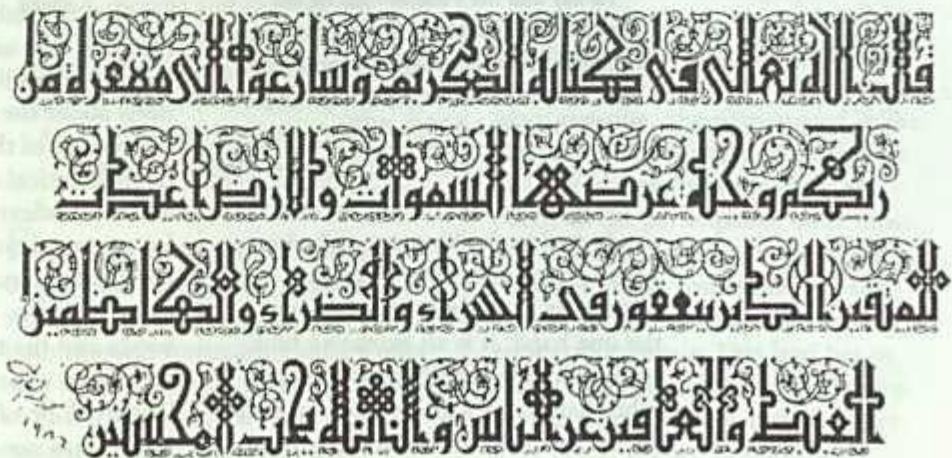 قال الله تعالى في كتابه الكريم وسارعوا الى مغفرة من
ربكم وجنة عرضها السموات والارض اعدت
للمتقين الذين ينفقون فى السراء والضراء والكاظمين
الغيظ والعافين عن الناس والله يحب المحسنين